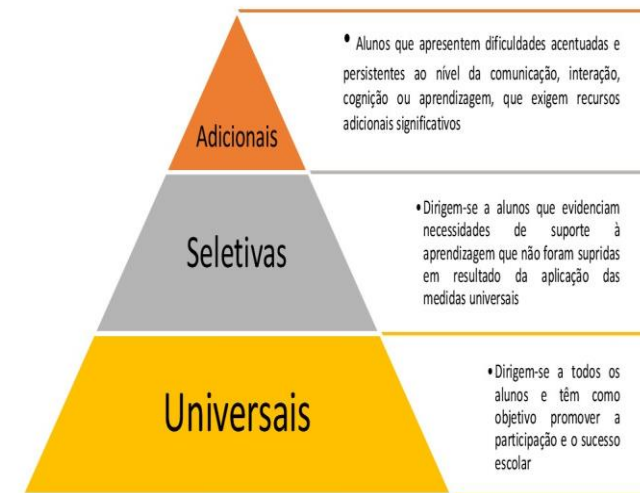 • Alunos que apresentem dificuldades acentuadas e
persistentes ao nível da comunicação, interação,
cognição ou aprendizagem, que exigem recursos
adicionais significativos
Adicionais
•Dirigem-se a alunos que evidenciam
necessidades de suporte à
aprendizagem que não foram supridas
em resultado da aplicação das
medidas universais
Seletivas
•Dirigem-se a todos os
alunos e têm como
objetivo promover a
participação e o sucesso
escolar
Universais